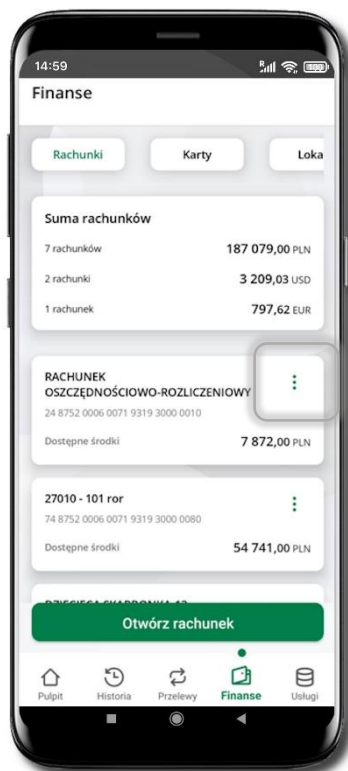 14:59
Finanse
Rachunki Karty Loka
Suma rachunków
7 rachunków 187 079,00 PLN
2 rachunki 3 209,03 USD
1 rachunek 797,62 EUR
RACHUNEK
OSZCZĘDNOŚCIOWO-ROZLICZENIOWY
24 8752 0006 0071 9319 3000 0010
Dostępne środki 7 872,00 PLN
27010 - 101 ror
74 8752 0006 0071 9319 3000 0080
Dostępne środki 54 741,00 PLN
Otwórz rachunek
Pulpit Historia Przelewy Finanse Usługi